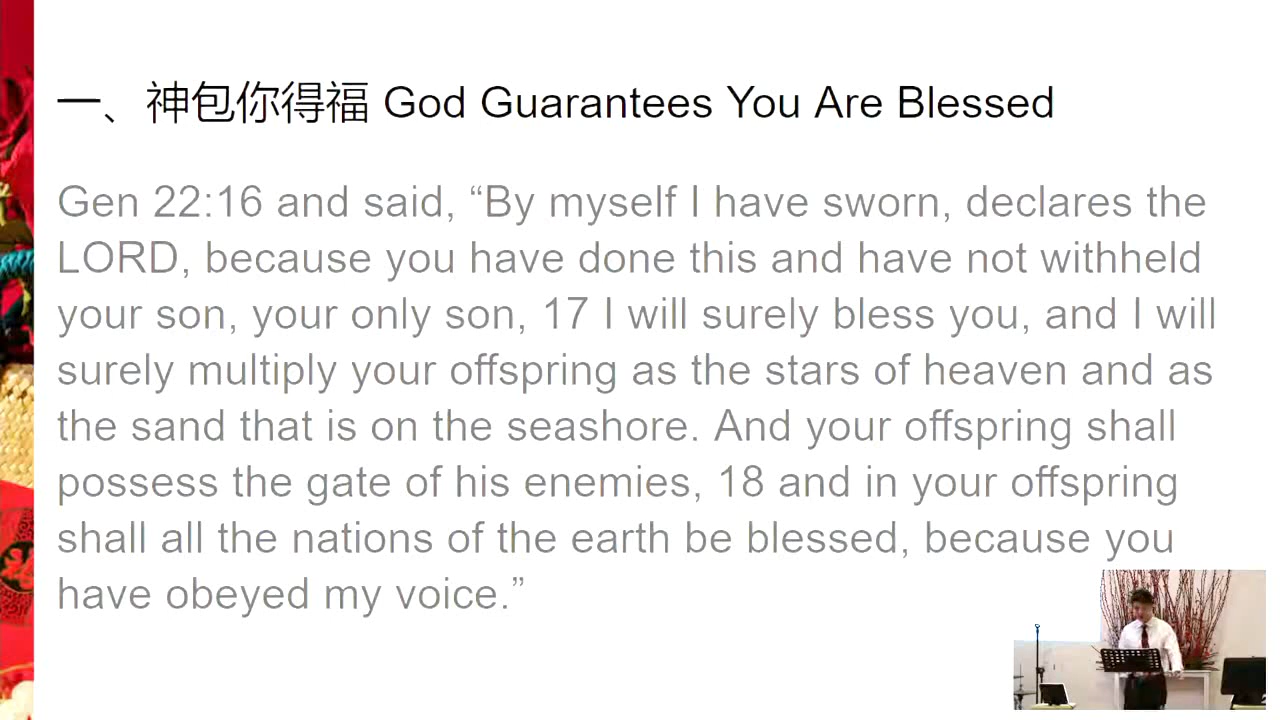 一、神包你得福 God Guarantees You Are Blessed
Gen 22:16 and said, “By myself I have sworn, declares the
LORD, because you have done this and have not withheld
your son, your only son, 17 I will surely bless you, and I will
surely multiply your offspring as the stars of heaven and as
the sand that is on the seashore. And your offspring shall
possess the gate of his enemies, 18 and in your offspring
shall all the nations of the earth be blessed, because you
have obeyed my voice.”